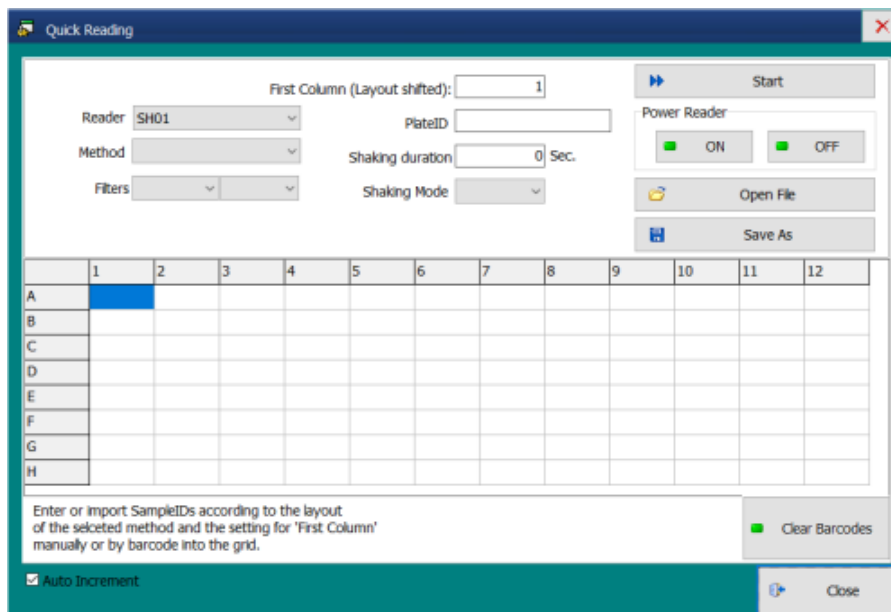 Quick Reading
First Column (Layout shifted): 1
Start
Reader SH01
PlateID
Power Reader
ON OFF
Method
Shaking duration 0 Sec.
Filters
Shaking Mode
Open File
Save As
1 2 3 4 5 6 7 8 9 10 11 12
A
B
C
D
E
F
G
H
Enter or import SampleIDs according to the layout
of the selceted method and the setting for 'First Column'
manually or by barcode into the grid.
Clear Barcodes
Auto Increment
Close